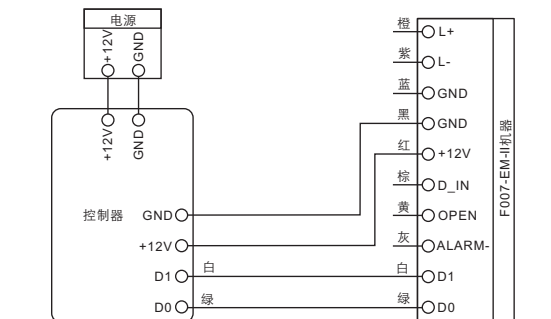 电源
+12V
GND
+12V
GND
控制器
GND
+12V
D1
D0
白
绿
橙
L+
紫
L-
蓝
GND
黑
GND
红
+12V
棕
D_IN
黄
OPEN
灰
ALARM-
白
D1
绿
D0
F007-EM-II机器